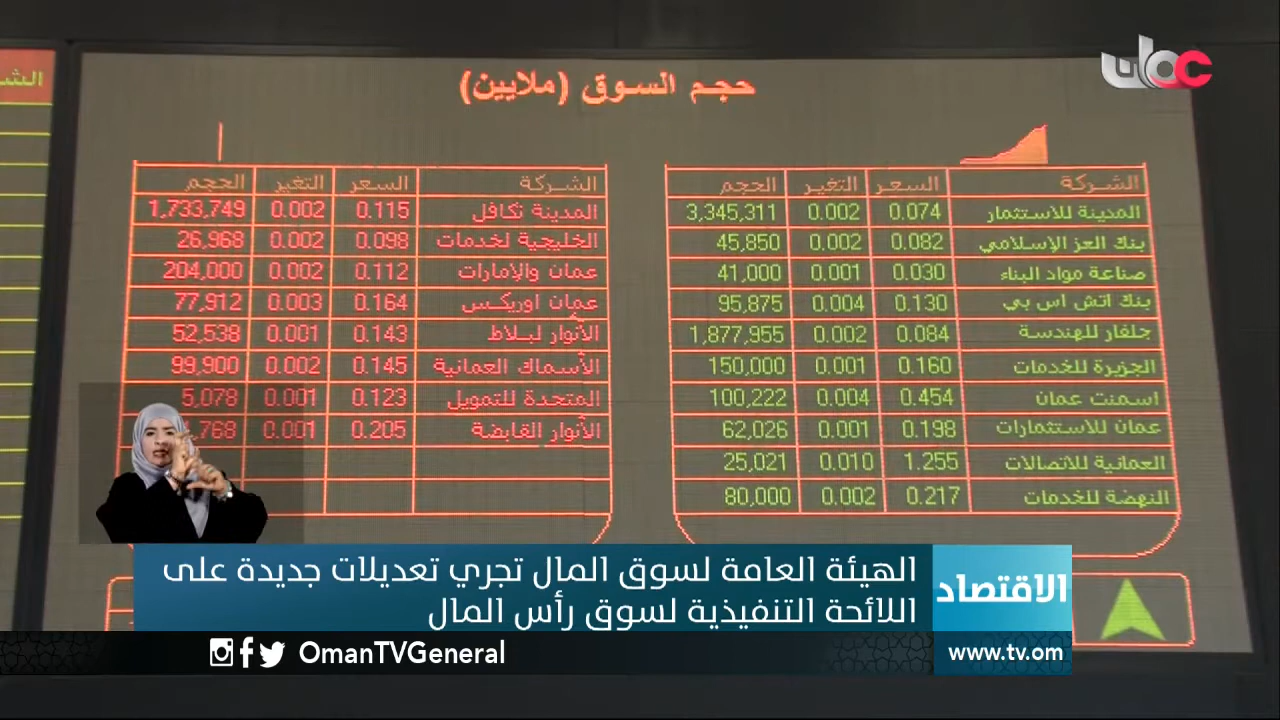 عمان
حجم السوق (ملايين)
الشركة السعر التغير الحجم
المدينة للاستثمار 0.074 0.002 3,345,311
بنك العز الإسلامي 0.082 0.002 45,850
صناعة مواد البناء 0.030 0.001 41,000
بنك اتش اس بي 0.130 0.004 95,875
جلفار للهندسة 0.084 0.002 1,877,955
الجزيرة للخدمات 0.160 0.001 150,000
اسمنت عمان 0.454 0.004 100,222
عمان للاستثمارات 0.198 0.001 62,026
العمانية للاتصالات 1.255 0.010 25,021
النهضة للخدمات 0.217 0.002 80,000
الشركة السعر التغير الحجم
المدينة تكافل 0.115 0.002 1,733,749
الخليجية لخدمات 0.098 0.002 26,968
عمان والإمارات 0.112 0.002 204,000
عمان اوريكس 0.164 0.003 77,912
الأنوار لبلاط 0.143 0.001 52,538
الأسماك العمانية 0.145 0.002 99,900
المتحدة للتمويل 0.123 0.001 5,078
الأنوار القابضة 0.205 0.001
الاقتصاد
الهيئة العامة لسوق المال تجري تعديلات جديدة على
اللائحة التنفيذية لسوق رأس المال
OmanTVGeneral
www.tv.om